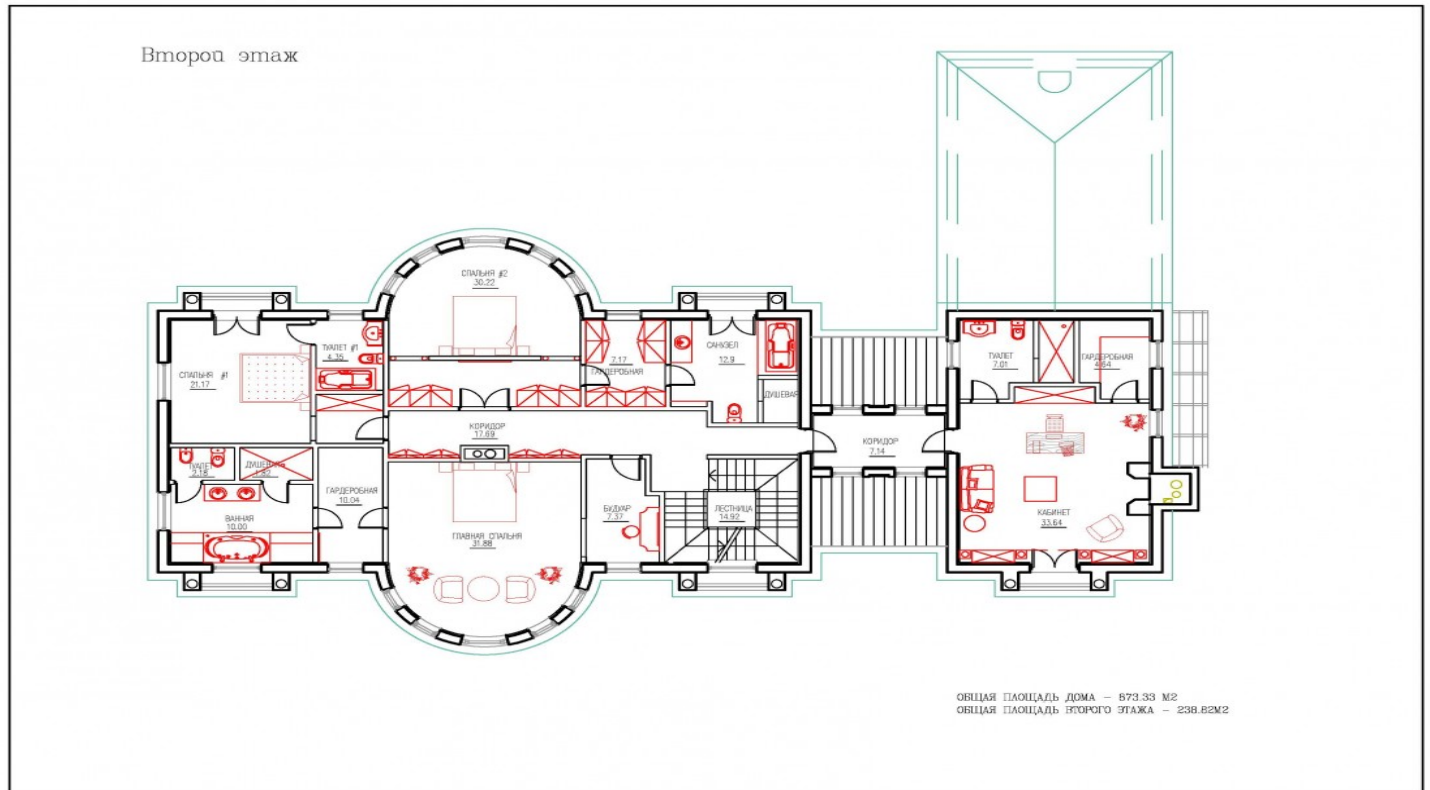 Второй этаж
СПАЛЬНЯ #2
30.22
ТУАЛЕТ #1
4.35
СПАЛЬНЯ #1
21.17
7.17
ГАРДЕРОБНАЯ
САНУЗЕЛ
12.9
ДУШЕВАЯ
ТУАЛЕТ
7.01
ГАРДЕРОБНАЯ
4.64
КОРИДОР
17.69
КОРИДОР
7.14
ТУАЛЕТ
2.18
ДУШЕВАЯ
ГАРДЕРОБНАЯ
10.04
ВАННАЯ
10.00
ГЛАВНАЯ СПАЛЬНЯ
31.88
БУДУАР
7.37
ЛЕСТНИЦА
14.92
КАБИНЕТ
33.64
ОБЩАЯ ПЛОЩАДЬ ДОМА – 873.33 М2
ОБЩАЯ ПЛОЩАДЬ ВТОРОГО ЭТАЖА – 238.82М2